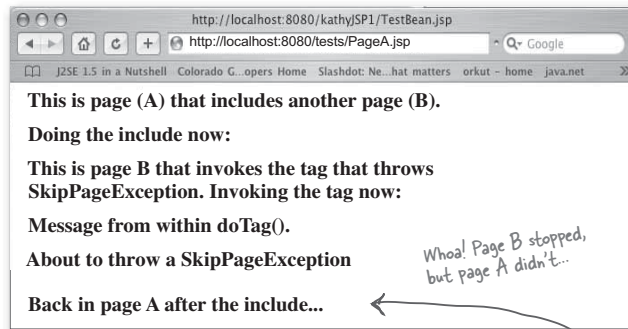 http://localhost:8080/kathyJSP1/TestBean.jsp
http://localhost:8080/tests/PageA.jsp
Google
J2SE 1.5 in a Nutshell Colorado G...opers Home Slashdot: Ne...hat matters orkut - home java.net
This is page (A) that includes another page (B).
Doing the include now:
This is page B that invokes the tag that throws
SkipPageException. Invoking the tag now:
Message from within doTag().
About to throw a SkipPageException
Whoa! Page B stopped,
but page A didn't...
Back in page A after the include...